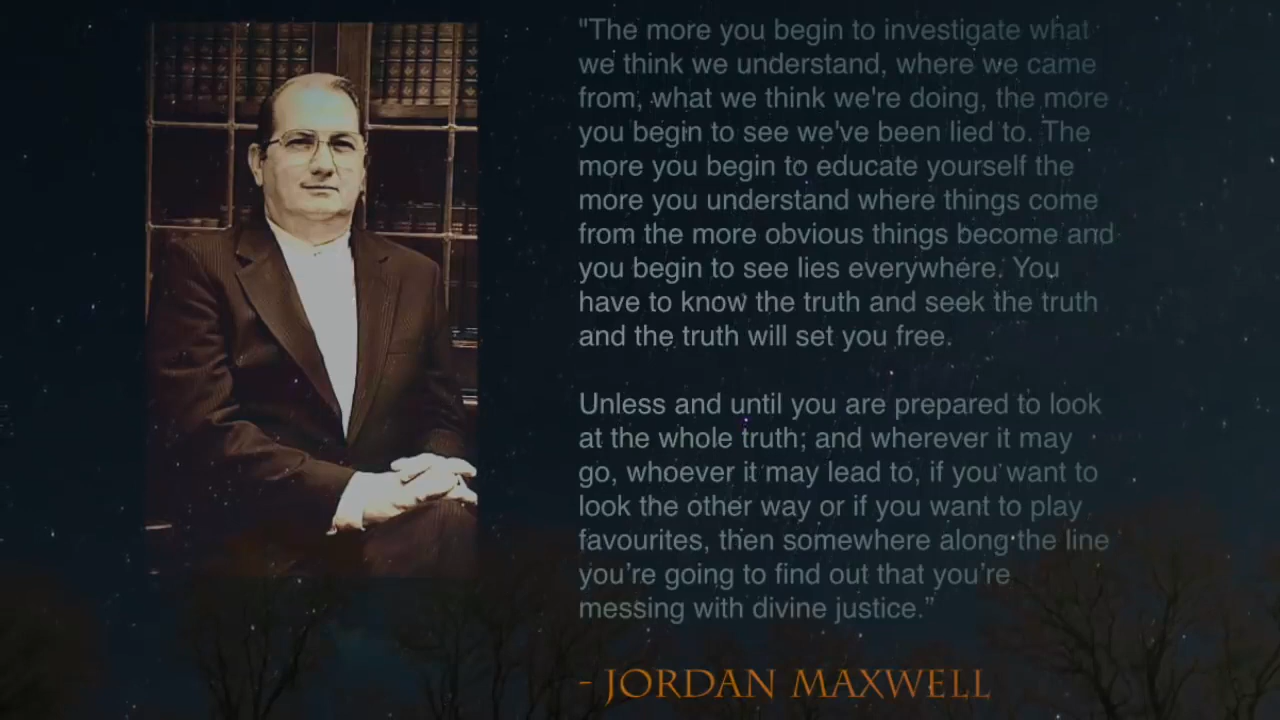 "The more you begin to investigate what
we think we understand, where we came
from, what we think we're doing, the more
you begin to see we've been lied to. The
more you begin to educate yourself the
more you understand where things come
from the more obvious things become and
you begin to see lies everywhere. You
have to know the truth and seek the truth
and the truth will set you free.
Unless and until you are prepared to look
at the whole truth; and wherever it may
go, whoever it may lead to, if you want to
look the other way or if you want to play
favourites, then somewhere along the line
you’re going to find out that you’re
messing with divine justice.”
- JORDAN MAXWELL